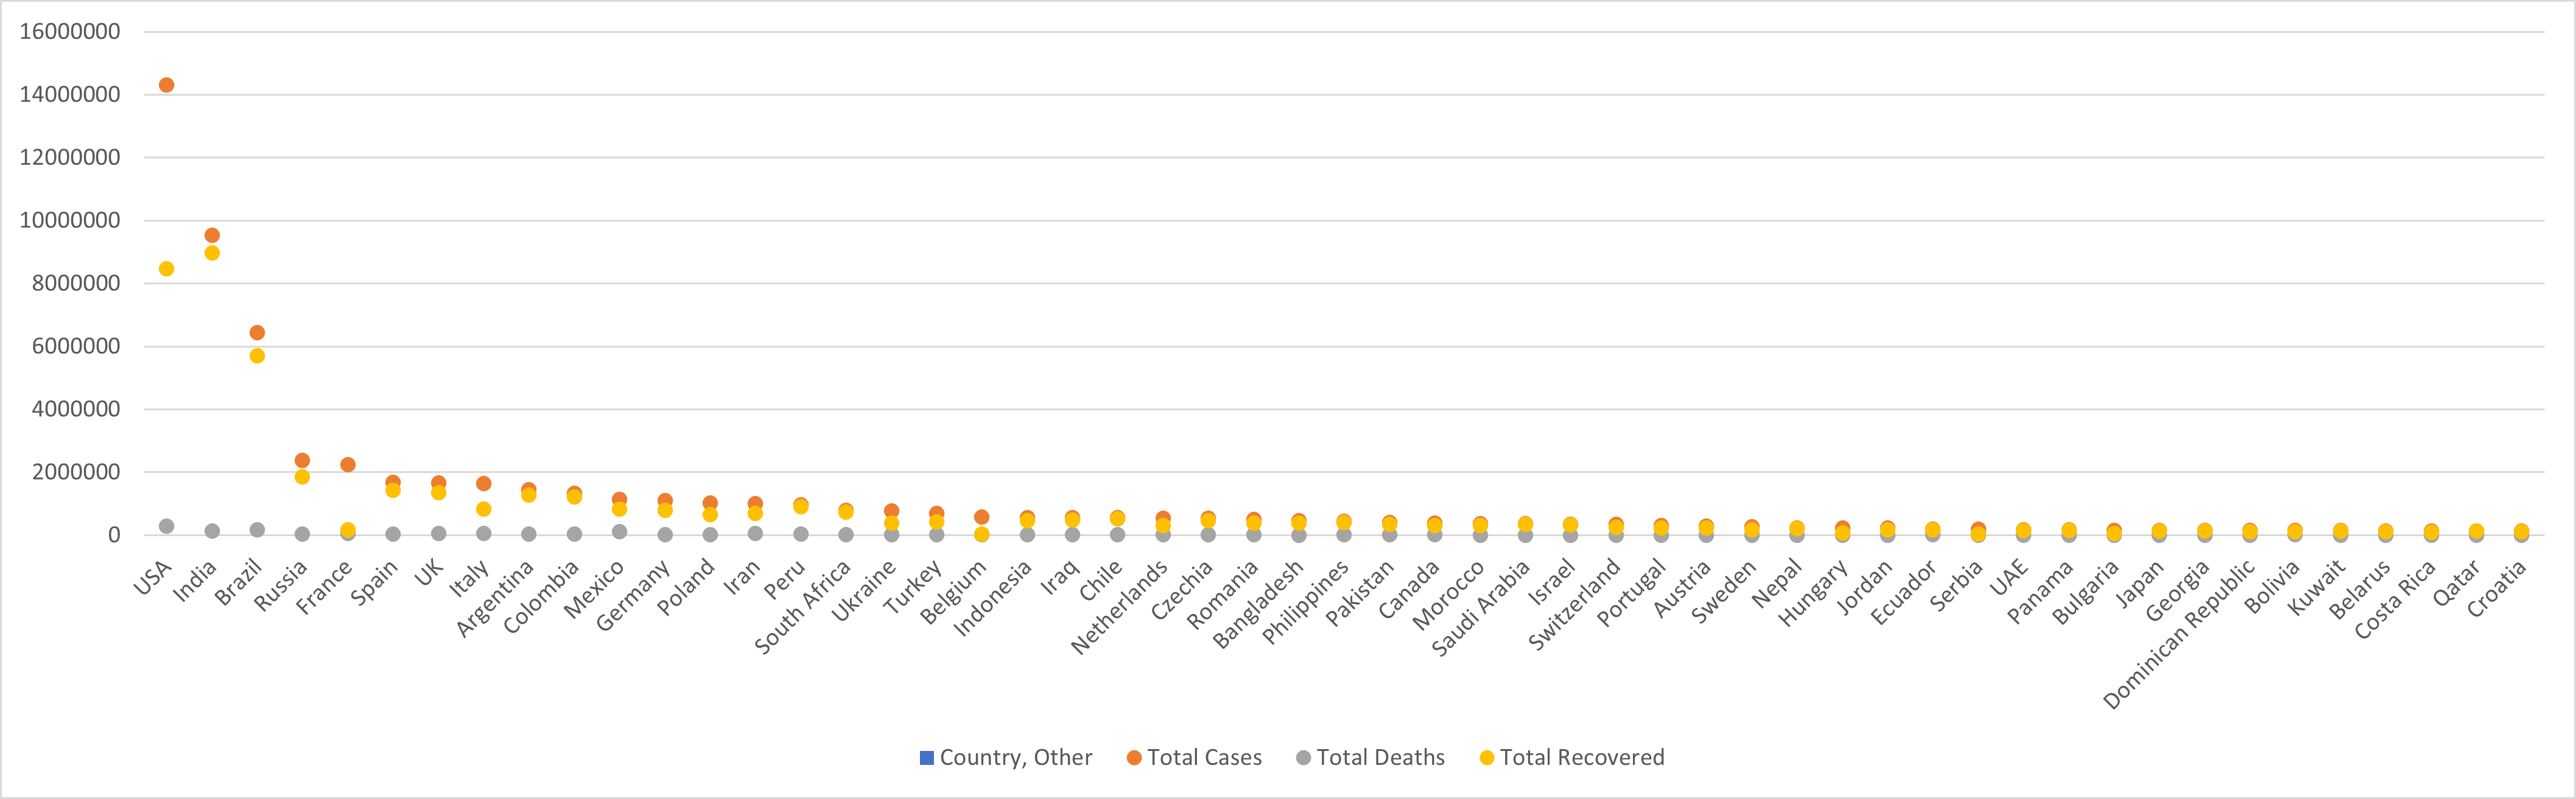 16000000
14000000
12000000
10000000
8000000
6000000
4000000
2000000
0
USA
India
Brazil
Russia
France
Spain
UK
Italy
Argentina
Colombia
Mexico
Germany
Poland
Iran
Peru
South Africa
Ukraine
Turkey
Belgium
Indonesia
Iraq
Chile
Netherlands
Czechia
Romania
Bangladesh
Philippines
Pakistan
Canada
Morocco
Saudi Arabia
Israel
Switzerland
Portugal
Austria
Sweden
Nepal
Hungary
Jordan
Ecuador
Serbia
UAE
Panama
Bulgaria
Japan
Georgia
Dominican Republic
Bolivia
Kuwait
Belarus
Costa Rica
Qatar
Croatia
Country, Other Total Cases Total Deaths Total Recovered